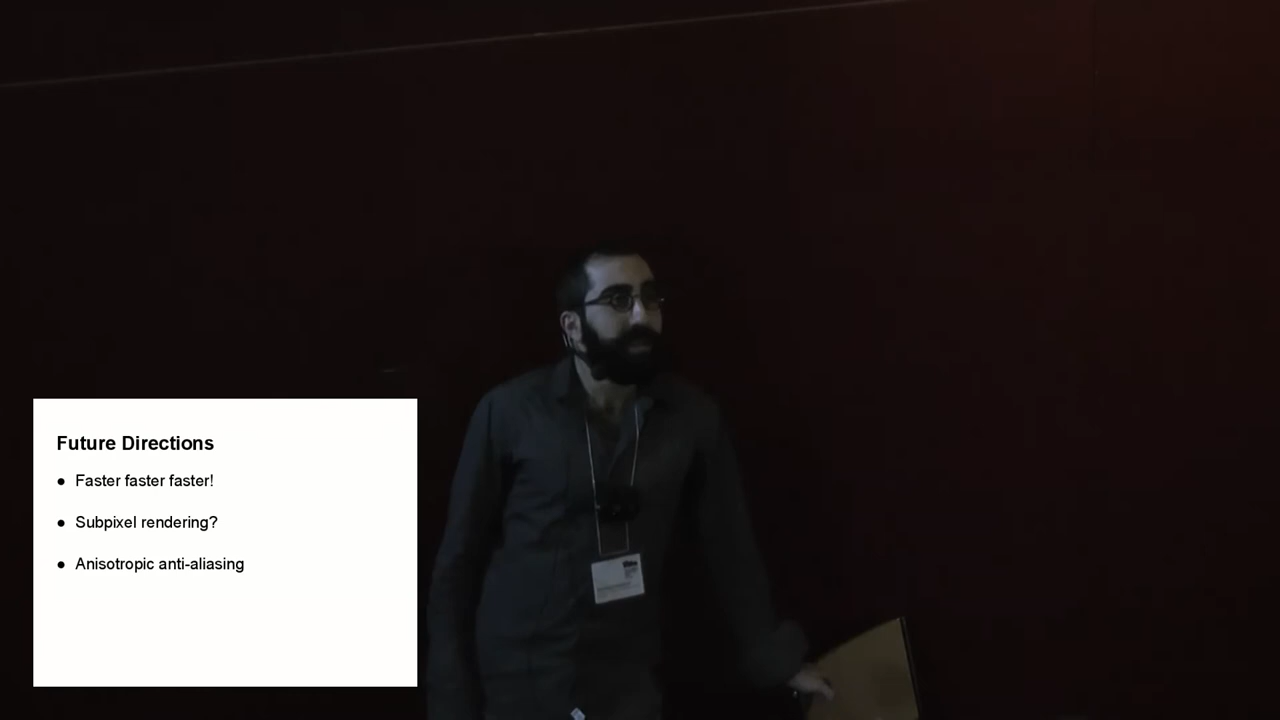 Future Directions
● Faster faster faster!
● Subpixel rendering?
● Anisotropic anti-aliasing